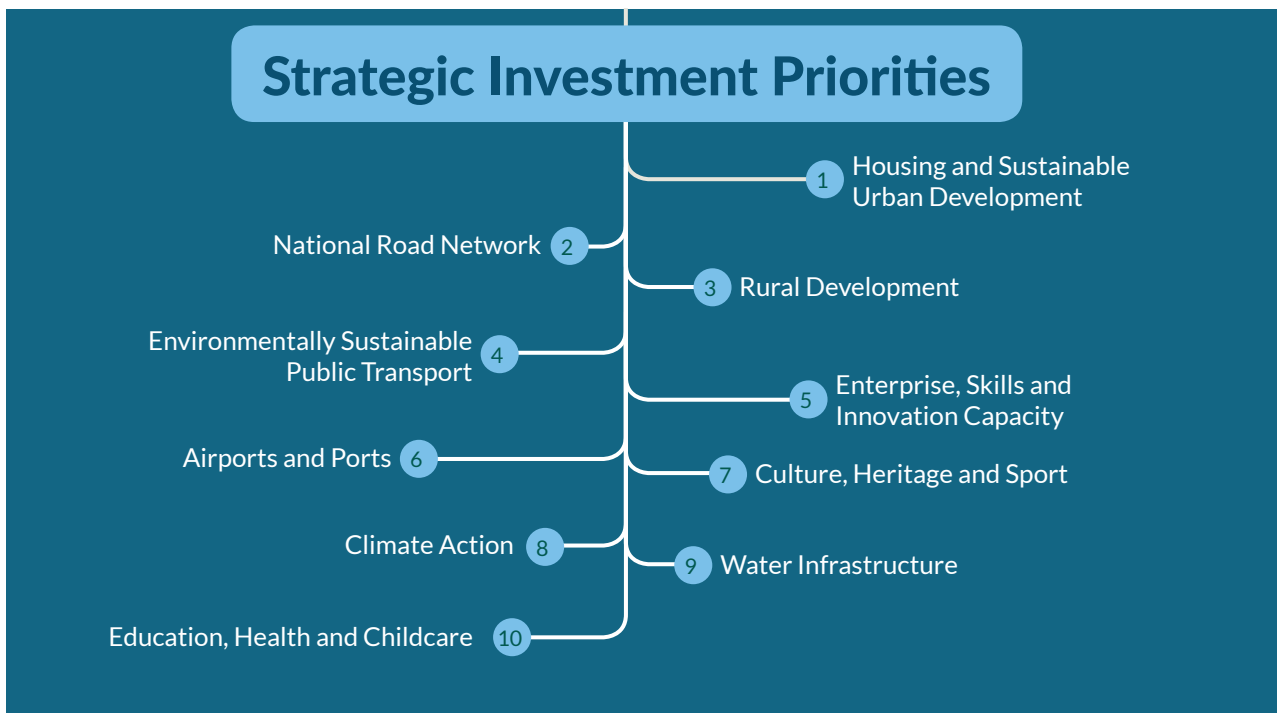 Strategic Investment Priorities
1
Housing and Sustainable
Urban Development
National Road Network
2
3
Rural Development
Environmentally Sustainable
Public Transport
4
5
Enterprise, Skills and
Innovation Capacity
Airports and Ports
6
7
Culture, Heritage and Sport
Climate Action
8
9
Water Infrastructure
Education, Health and Childcare
10